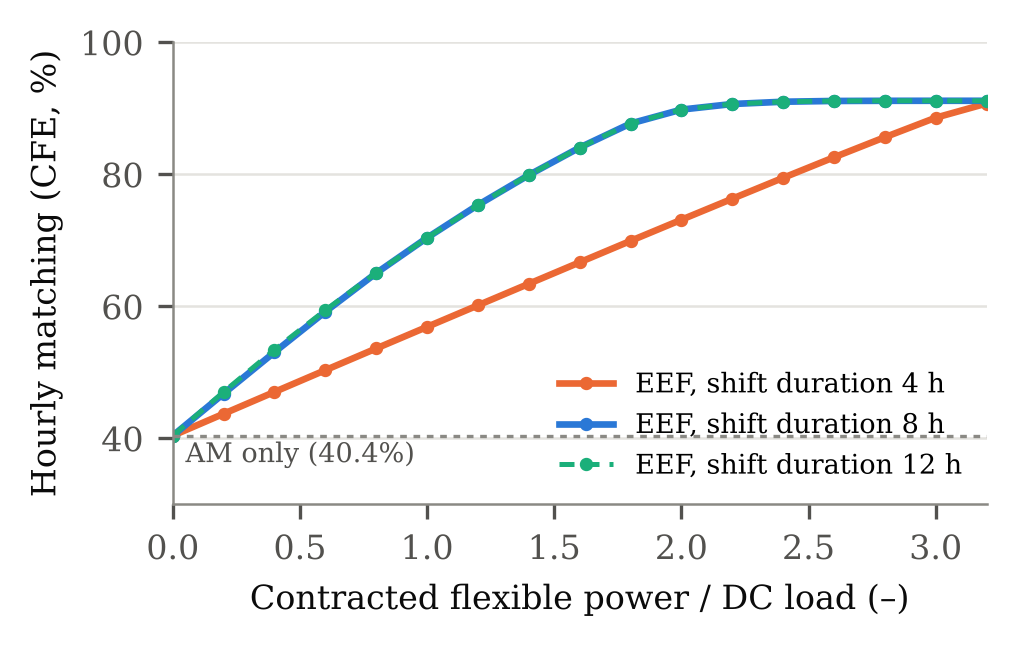 Hourly matching (CFE, %)
100
80
60
40
AM only (40.4%)
EEF, shift duration 4 h
EEF, shift duration 8 h
EEF, shift duration 12 h
0.0 0.5 1.0 1.5 2.0 2.5 3.0
Contracted flexible power / DC load (–)